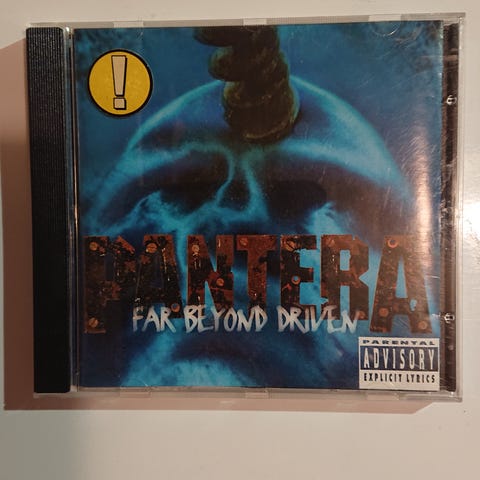 !
PANTERA
FAR BEYOND DRIVEN
PARENTAL
ADVISORY
EXPLICIT LYRICS